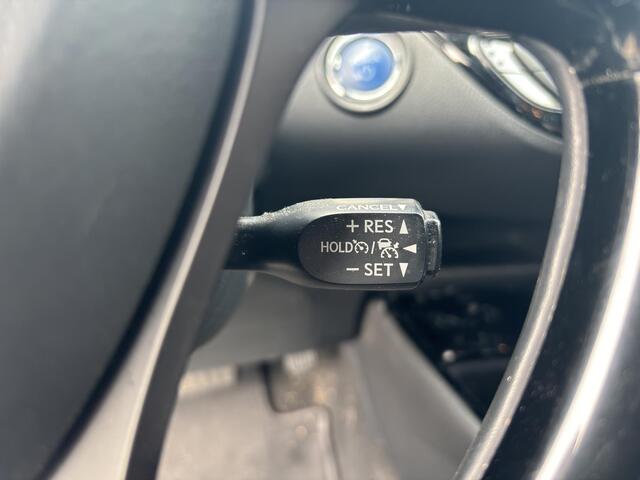 CANCEL▼
+ RES ▲
HOLD / ◄
− SET ▼